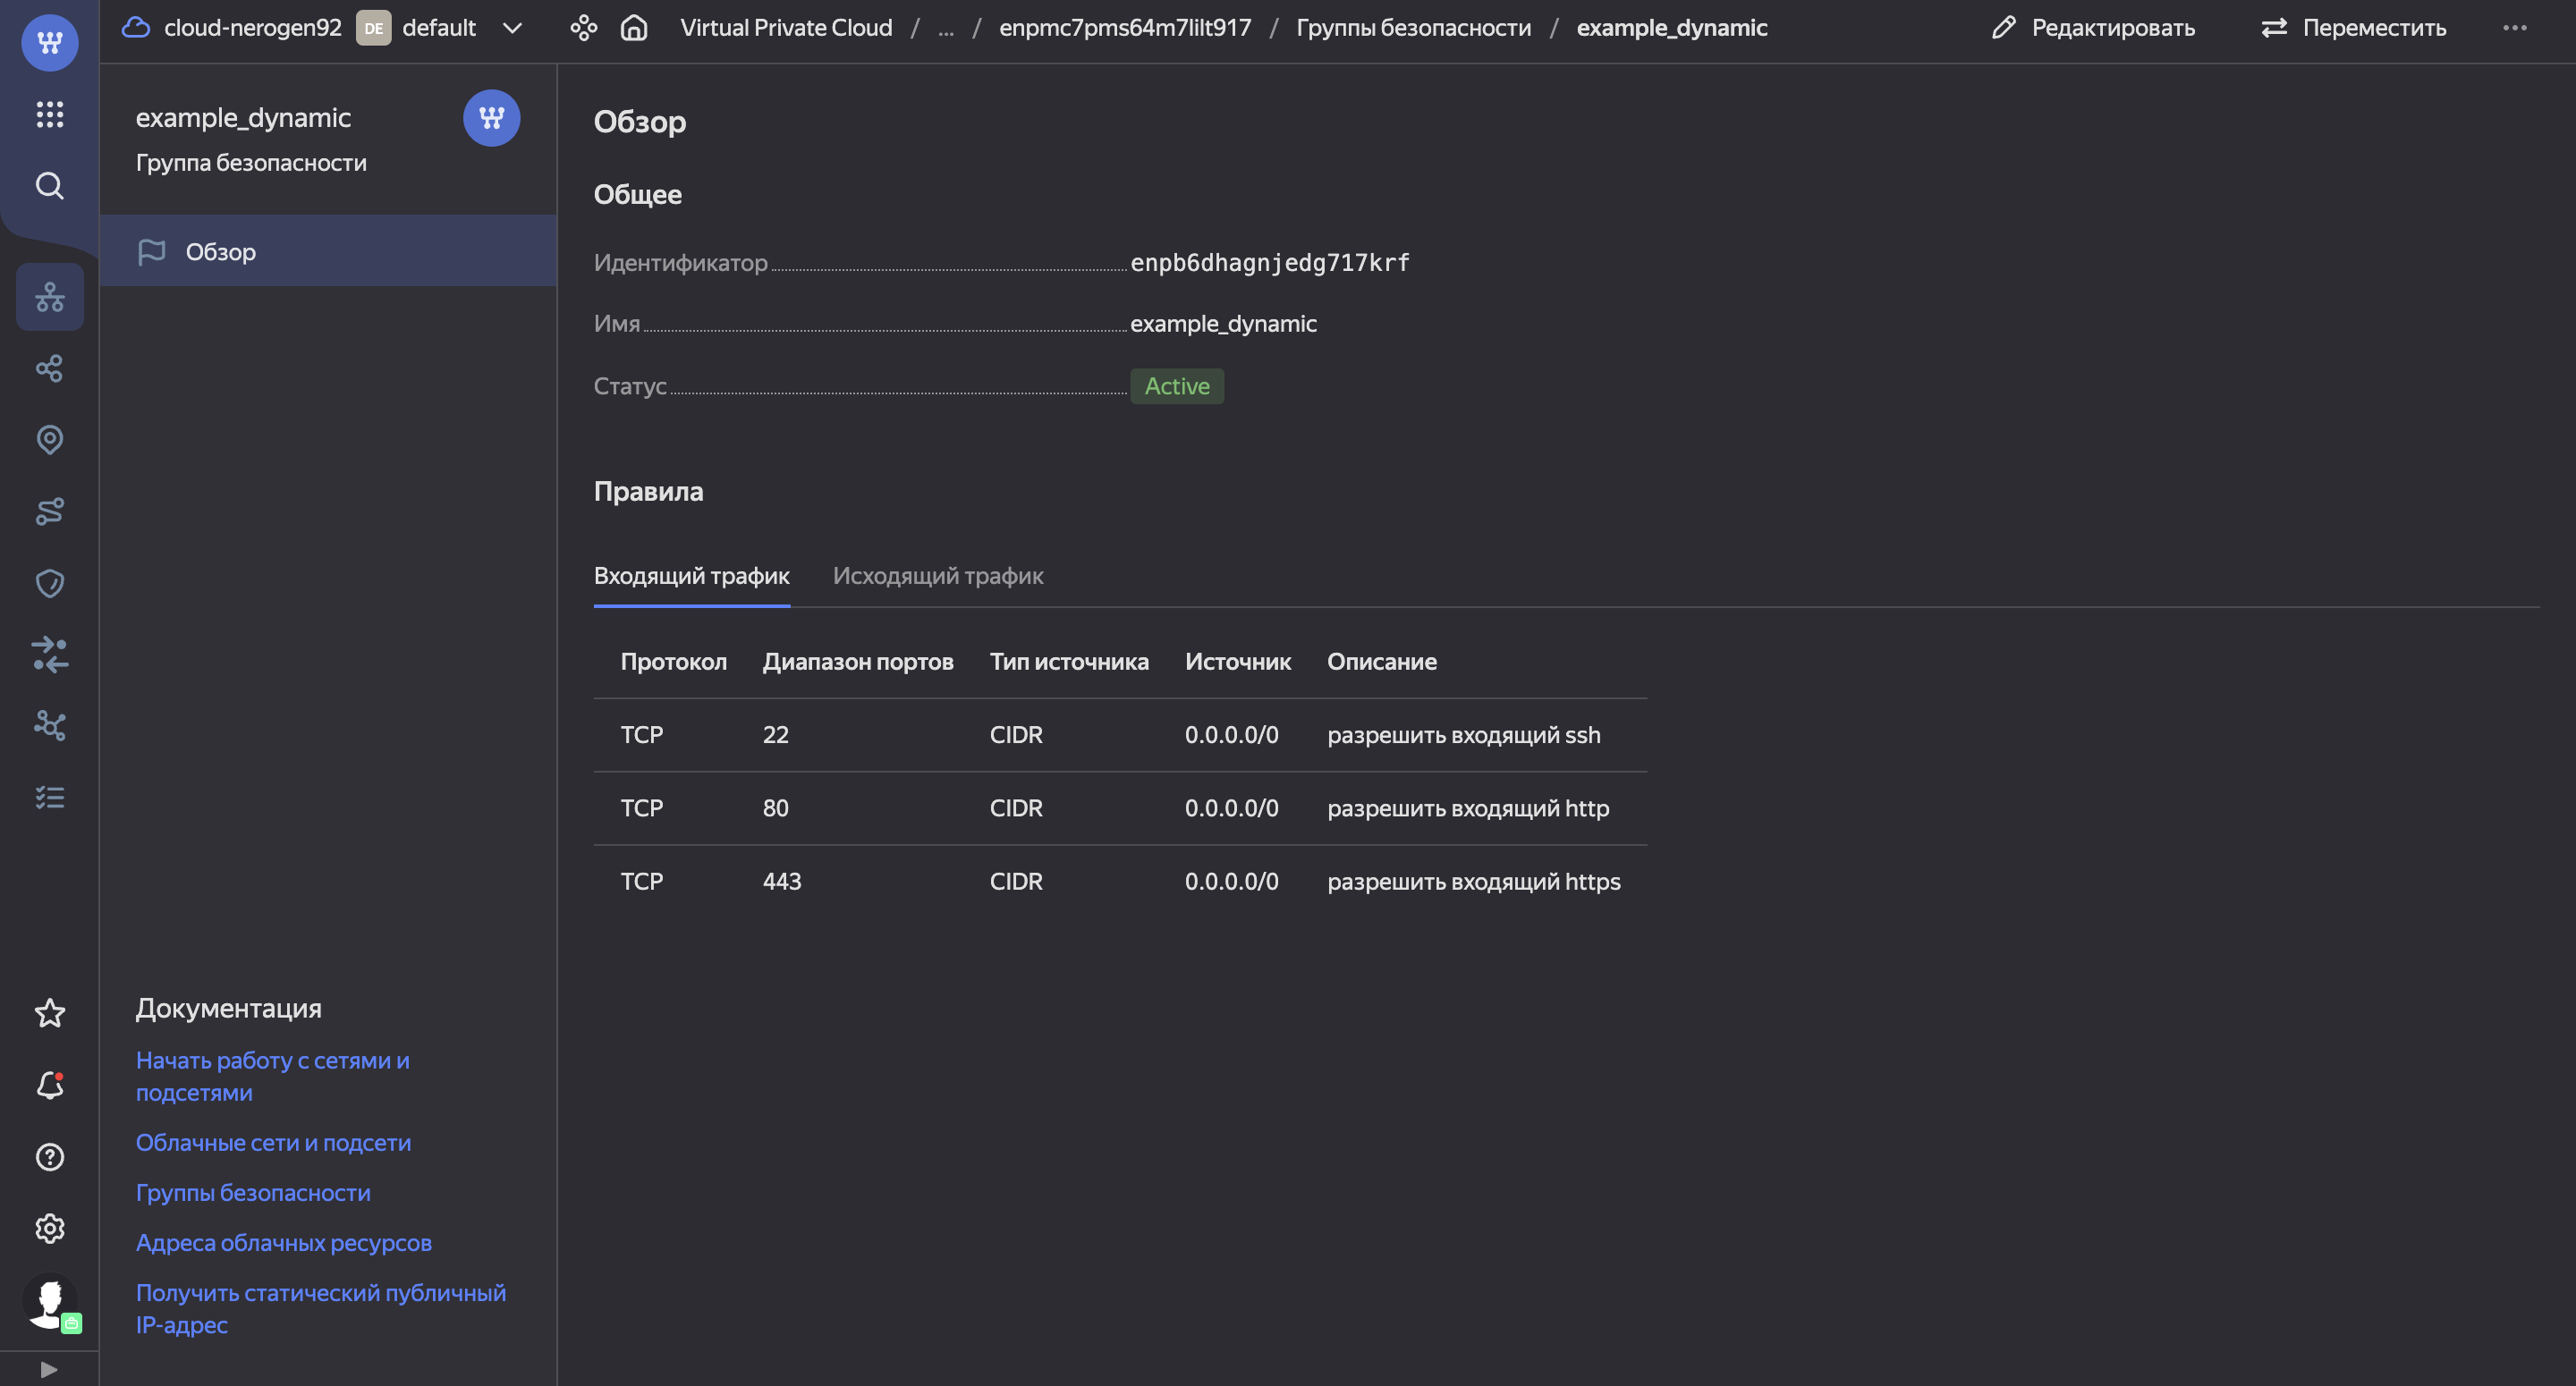 cloud-nerogen92 DE default
Virtual Private Cloud / ... / enpmc7pms64m7lilt917 / Группы безопасности / example_dynamic
Редактировать
Переместить
example_dynamic
Группа безопасности
Обзор
Документация
Начать работу с сетями и
подсетями
Облачные сети и подсети
Группы безопасности
Адреса облачных ресурсов
Получить статический публичный
IP-адрес
Обзор
Общее
Идентификатор enpb6dhagnjedg717krf
Имя example_dynamic
Статус Active
Правила
Входящий трафик Исходящий трафик
Протокол Диапазон портов Тип источника Источник Описание
TCP 22 CIDR 0.0.0.0/0 разрешить входящий ssh
TCP 80 CIDR 0.0.0.0/0 разрешить входящий http
TCP 443 CIDR 0.0.0.0/0 разрешить входящий https